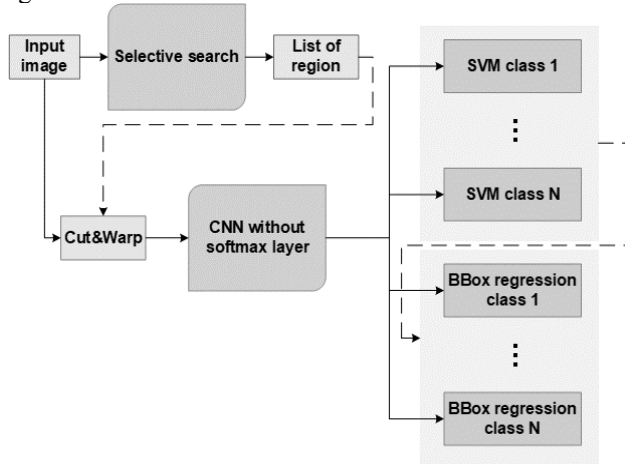 Input
image
Selective search
List of
region
SVM class 1
SVM class N
Cut&Warp
CNN without
softmax layer
BBox regression
class 1
BBox regression
class N